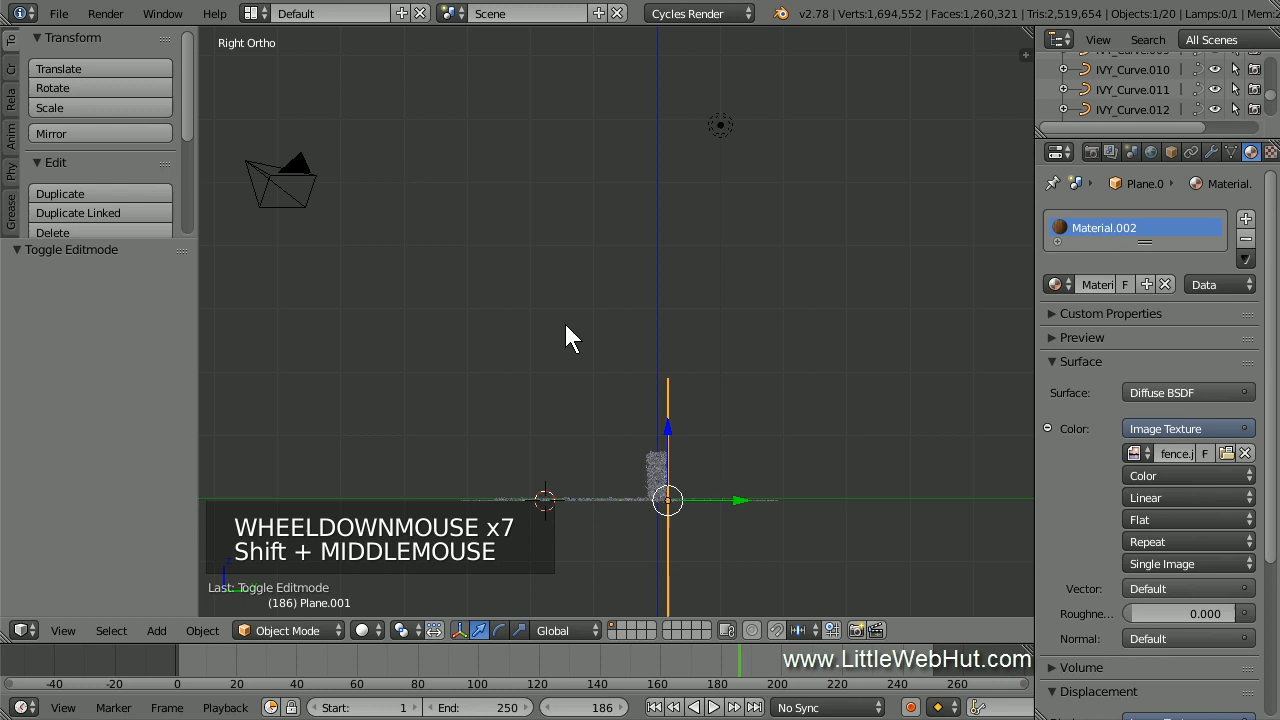 File Render Window Help Default Scene Cycles Render v2.78 | Verts:1,694,552 | Faces:1,260,321 | Tris:2,519,654 | Objects:1/20 | Lamps:0/1 | Mem:
To
Cr
Rela
Anim
Phy
Grease
Transform
Translate
Rotate
Scale
Mirror
Edit
Duplicate
Duplicate Linked
Delete
Toggle Editmode
Right Ortho
WHEELDOWNMOUSE x7
Shift + MIDDLEMOUSE
Last: Toggle Editmode
(186) Plane.001
View Select Add Object Object Mode Global
www.LittleWebHut.com
-40 -20 0 20 40 60 80 100 120 140 160 180 200 220 240 260
View Marker Frame Playback Start: 1 End: 250 186 No Sync
View Search All Scenes
IVY_Curve.010
IVY_Curve.011
IVY_Curve.012
Plane.0 Material.
Material.002
Materi F Data
Custom Properties
Preview
Surface
Surface: Diffuse BSDF
Color: Image Texture
fence.j F
Color
Linear
Flat
Repeat
Single Image
Vector: Default
Roughne... 0.000
Normal: Default
Volume
Displacement